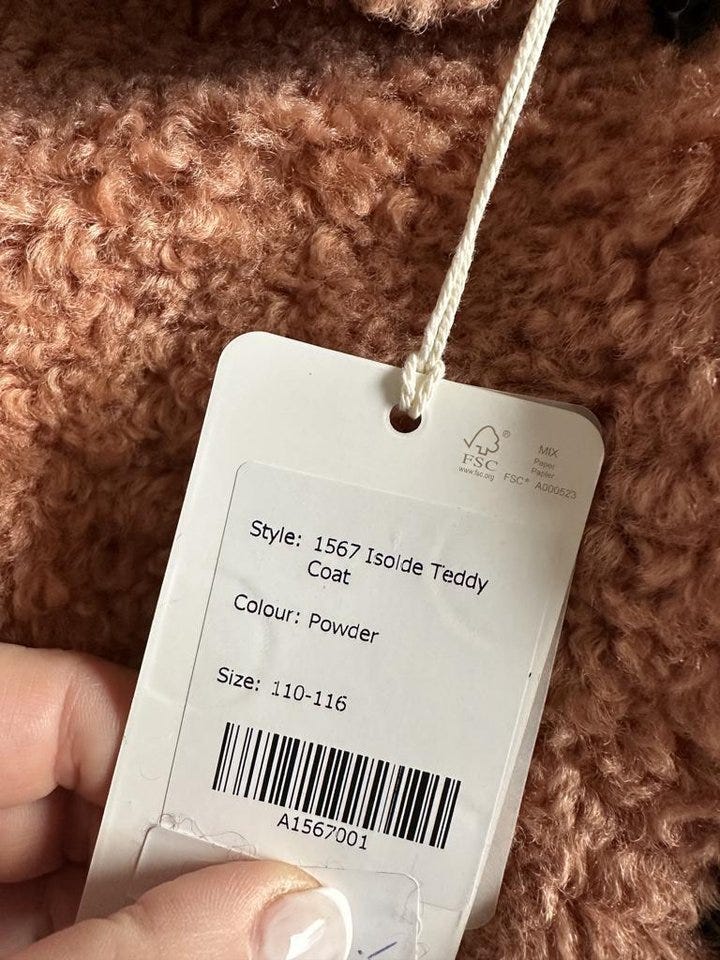 FSC®
www.fsc.org
MIX
Paper
Papier
FSC® A000523
Style: 1567 Isolde Teddy
Coat
Colour: Powder
Size: 110-116
A1567001